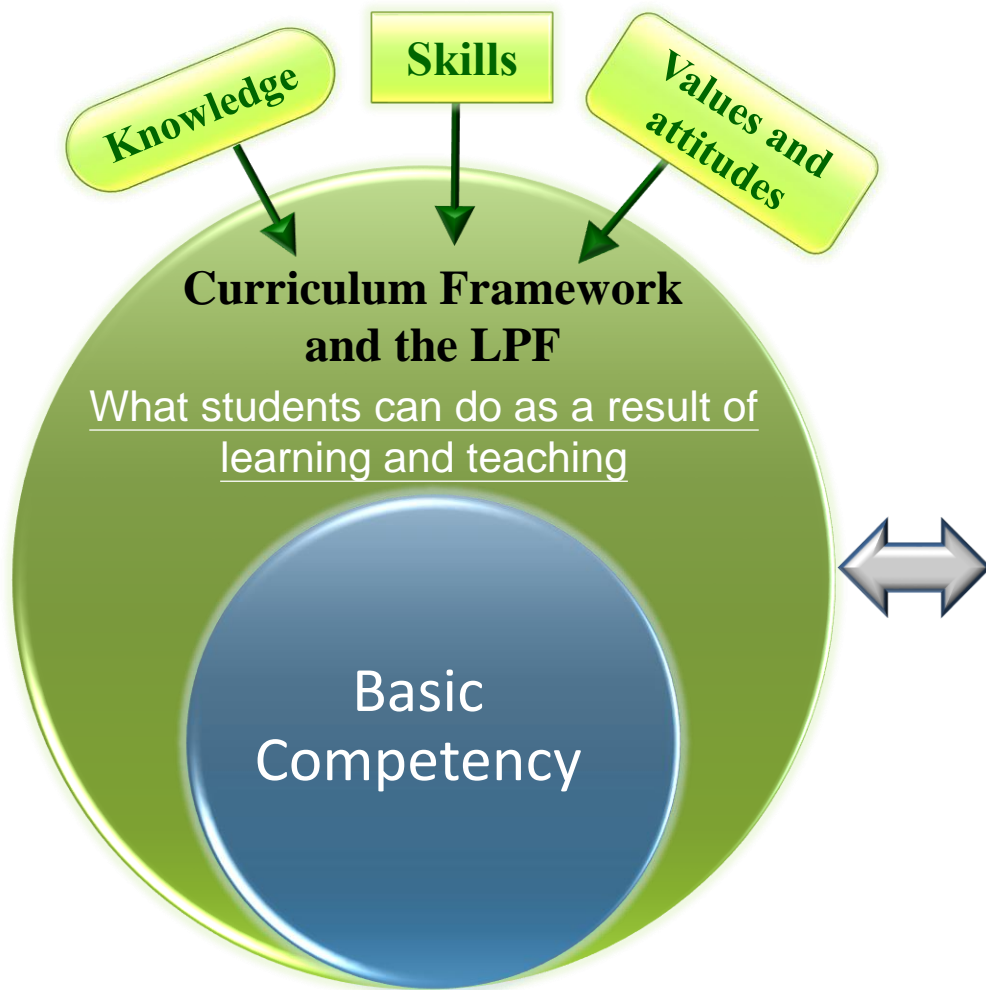 Knowledge
Skills
Values and
attitudes
Curriculum Framework
and the LPF
What students can do as a result of
learning and teaching
Basic
Competency